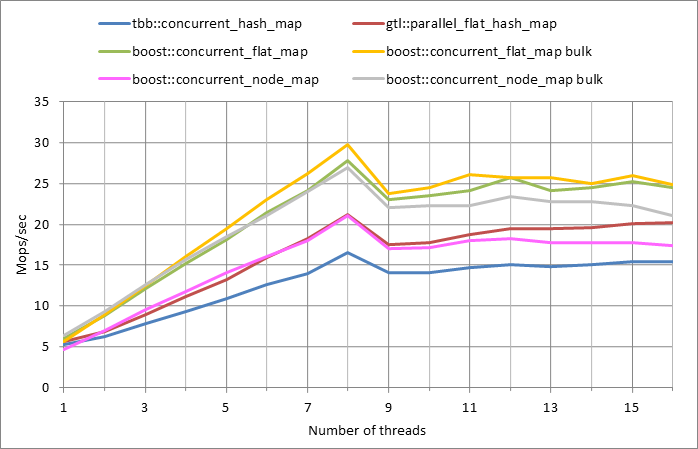 tbb::concurrent_hash_map gtl::parallel_flat_hash_map
boost::concurrent_flat_map boost::concurrent_flat_map bulk
boost::concurrent_node_map boost::concurrent_node_map bulk
35
30
25
20
15
10
5
0
Mops/sec
1 3 5 7 9 11 13 15
Number of threads